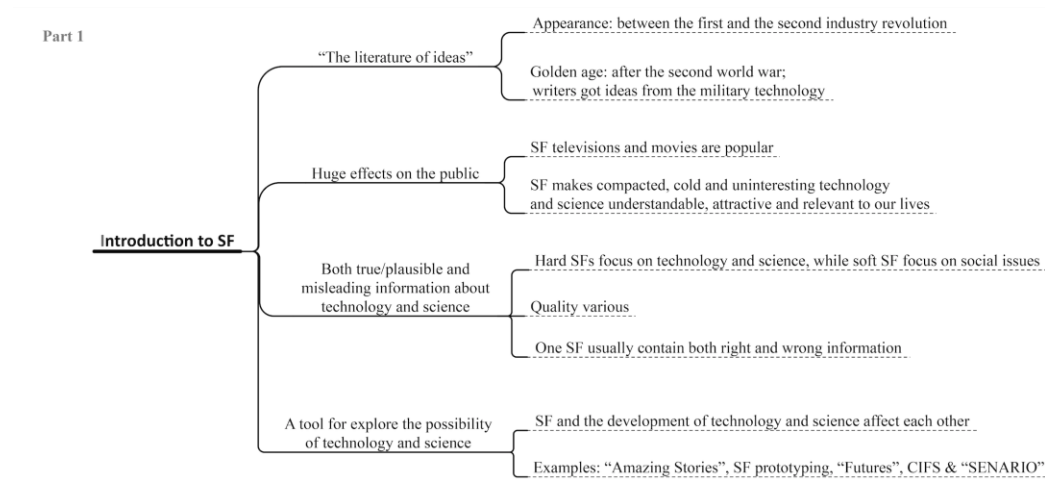 Part 1
Introduction to SF
“The literature of ideas”
Appearance: between the first and the second industry revolution
Golden age: after the second world war;
writers got ideas from the military technology
Huge effects on the public
SF televisions and movies are popular
SF makes compacted, cold and uninteresting technology
and science understandable, attractive and relevant to our lives
Both true/plausible and
misleading information about
technology and science
Hard SFs focus on technology and science, while soft SF focus on social issues
Quality various
One SF usually contain both right and wrong information
A tool for explore the possibility
of technology and science
SF and the development of technology and science affect each other
Examples: “Amazing Stories”, SF prototyping, “Futures”, CIFS & “SENARIO”